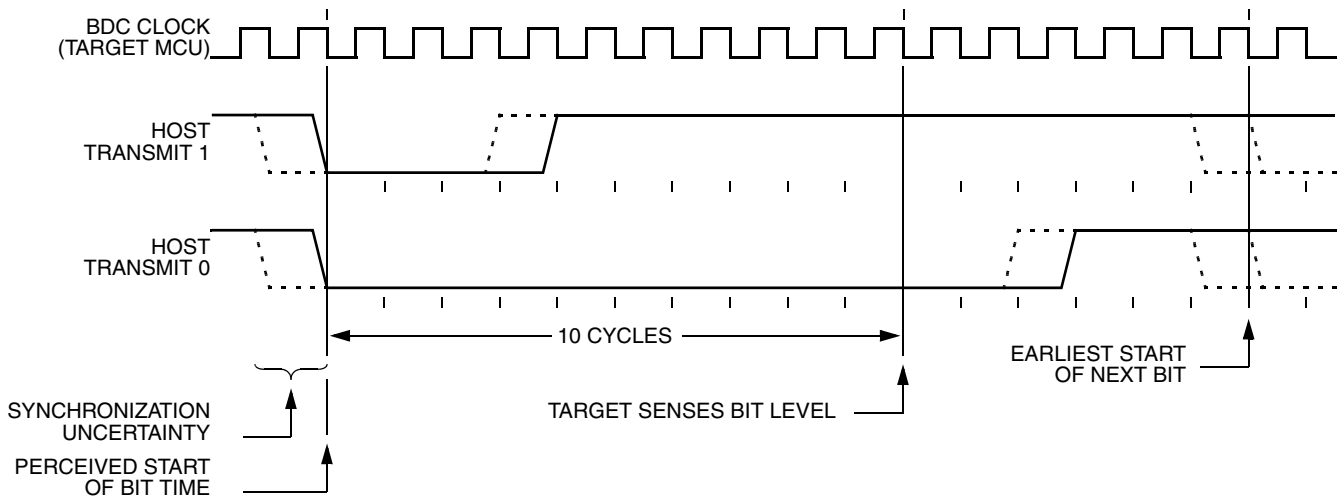 BDC CLOCK
(TARGET MCU)
HOST
TRANSMIT 1
HOST
TRANSMIT 0
10 CYCLES
EARLIEST START
OF NEXT BIT
SYNCHRONIZATION
UNCERTAINTY
TARGET SENSES BIT LEVEL
PERCEIVED START
OF BIT TIME